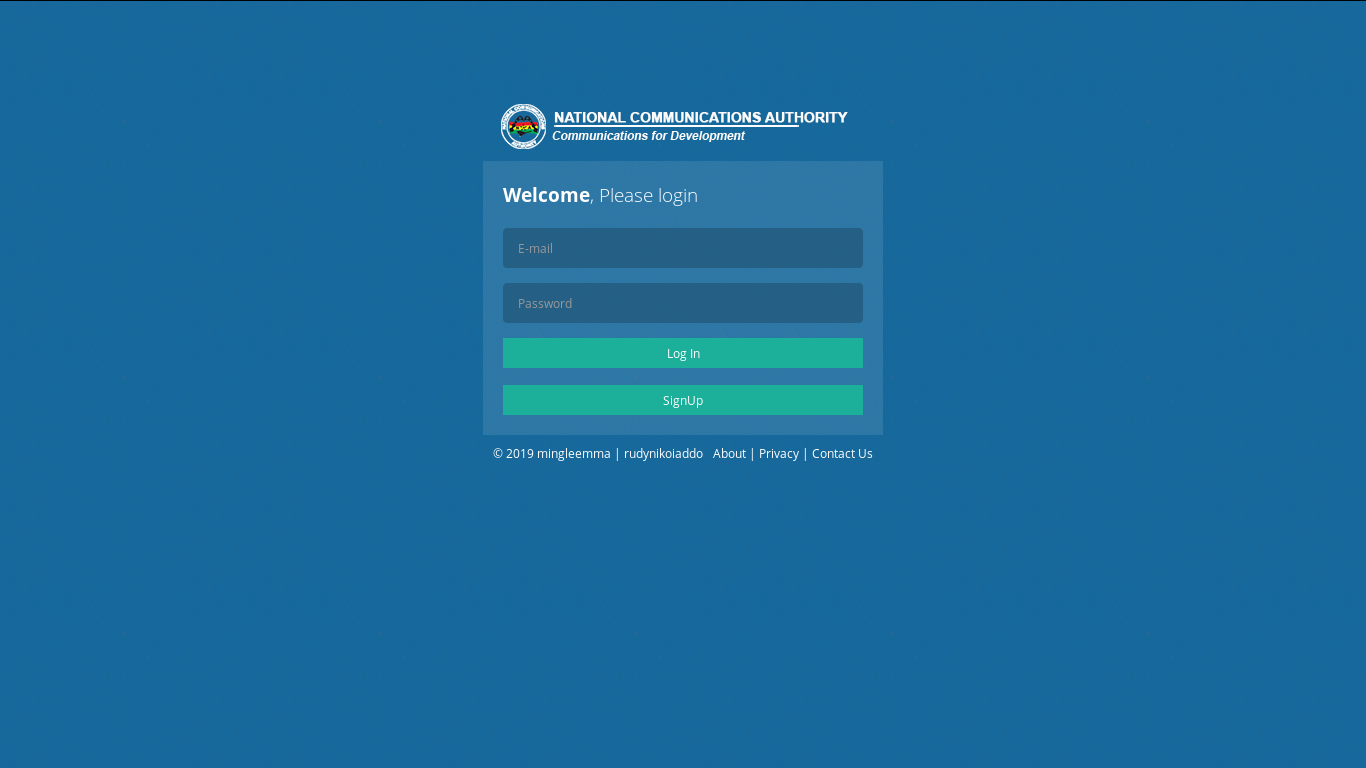 NATIONAL COMMUNICATIONS AUTHORITY
Communications for Development
Welcome, Please login
E-mail
Password
Log In
SignUp
© 2019 mingleemma | rudynikoiaddo About | Privacy | Contact Us